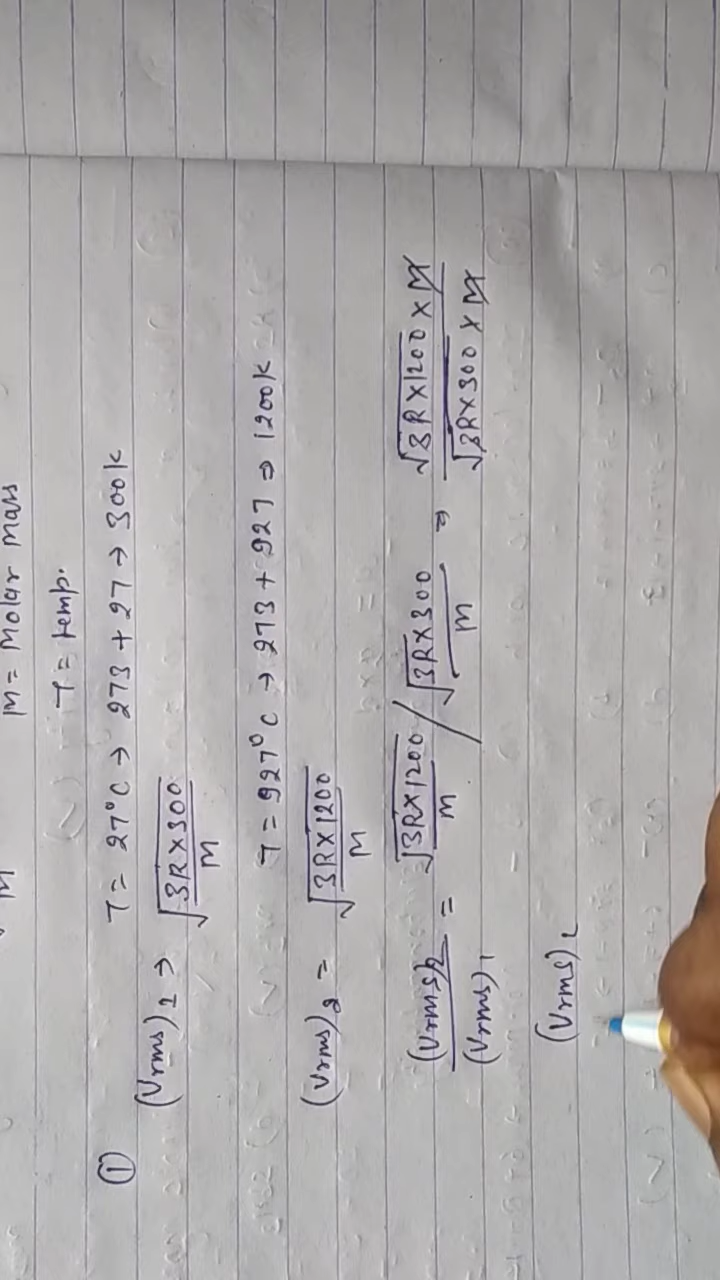 M = Molar mass
T = temp.
① T = 27°C → 273 + 27 → 300k
(Vrms)1 → √3R×300/M
T = 927°C → 273 + 927 ⇒ 1200k
(Vrms)2 = √3R×1200/M
(Vrms)2/(Vrms)1 = √3R×1200/M / √3R×300/M ⇒ √3R×1200×M/√3R×300×M
(Vrms)2